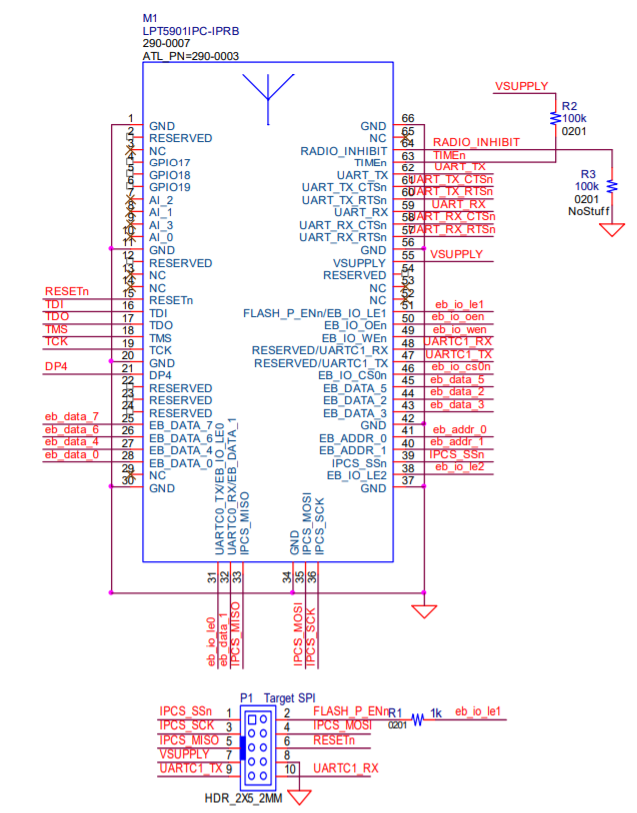 M1
LPT5901IPC-IPRB
290-0007
ATL_PN=290-0003
VSUPPLY
R2
100k
0201
R3
100k
0201
NoStuff
1 GND
2 RESERVED
3 NC
4 GPIO17
5 GPIO18
6 GPIO19
7 AI_2
8 AI_1
9 AI_3
10 AI_0
11 GND
12 RESERVED
13 NC
14 NC
RESETn 15 RESETn
TDI 16 TDI
TDO 17 TDO
TMS 18 TMS
TCK 19 TCK
20 GND
DP4 21 DP4
22 RESERVED
23 RESERVED
24 RESERVED
eb_data_7 25 EB_DATA_7
eb_data_6 26 EB_DATA_6
eb_data_4 27 EB_DATA_4
eb_data_0 28 EB_DATA_0
29 NC
30 GND
GND 66
NC 65
RADIO_INHIBIT 64 RADIO_INHIBIT
TIMEn 63 TIMEn
UART_TX 62 UART_TX
UART_TX_CTSn 61 UART_TX_CTSn
UART_TX_RTSn 60 UART_TX_RTSn
UART_RX 59 UART_RX
UART_RX_CTSn 58 UART_RX_CTSn
UART_RX_RTSn 57 UART_RX_RTSn
GND 56
VSUPPLY 55 VSUPPLY
RESERVED 54
NC 53
NC 52
FLASH_P_ENn/EB_IO_LE1 51 eb_io_le1
EB_IO_OEn 50 eb_io_oen
EB_IO_WEn 49 eb_io_wen
RESERVED/UARTC1_RX 48 UARTC1_RX
RESERVED/UARTC1_TX 47 UARTC1_TX
EB_IO_CS0n 46 eb_io_cs0n
EB_DATA_5 45 eb_data_5
EB_DATA_2 44 eb_data_2
EB_DATA_3 43 eb_data_3
GND 42
EB_ADDR_0 41 eb_addr_0
EB_ADDR_1 40 eb_addr_1
IPCS_SSn 39 IPCS_SSn
EB_IO_LE2 38 eb_io_le2
GND 37
UARTC0_TX/EB_IO_LE0 31 eb_io_le0
UARTC0_RX/EB_DATA_1 32 eb_data_1
IPCS_MISO 33 IPCS_MISO
GND 34
IPCS_MOSI 35 IPCS_MOSI
IPCS_SCK 36 IPCS_SCK
P1 Target SPI
IPCS_SSn 1 2 FLASH_P_ENn R1 0201 1k eb_io_le1
IPCS_SCK 3 4 IPCS_MOSI
IPCS_MISO 5 6 RESETn
VSUPPLY 7 8
UARTC1_TX 9 10 UARTC1_RX
HDR_2X5_2MM